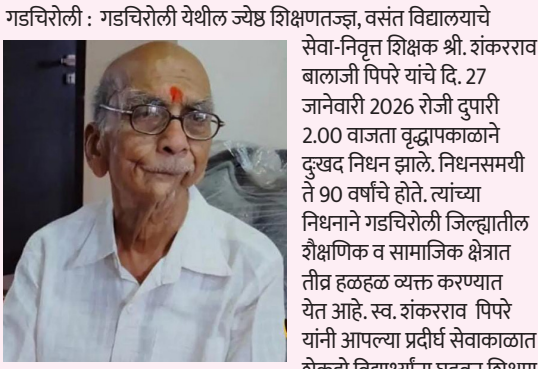 गडचिरोली : गडचिरोली येथील ज्येष्ठ शिक्षणतज्ज्ञ, वसंत विद्यालयाचे
सेवा-निवृत्त शिक्षक श्री. शंकरराव
बालाजी पिपरे यांचे दि. 27
जानेवारी 2026 रोजी दुपारी
2.00 वाजता वृद्धापकाळाने
दुःखद निधन झाले. निधनसमयी
ते 90 वर्षांचे होते. त्यांच्या
निधनाने गडचिरोली जिल्ह्यातील
शैक्षणिक व सामाजिक क्षेत्रात
तीव्र हळहळ व्यक्त करण्यात
येत आहे. स्व. शंकरराव पिपरे
यांनी आपल्या प्रदीर्घ सेवाकाळात